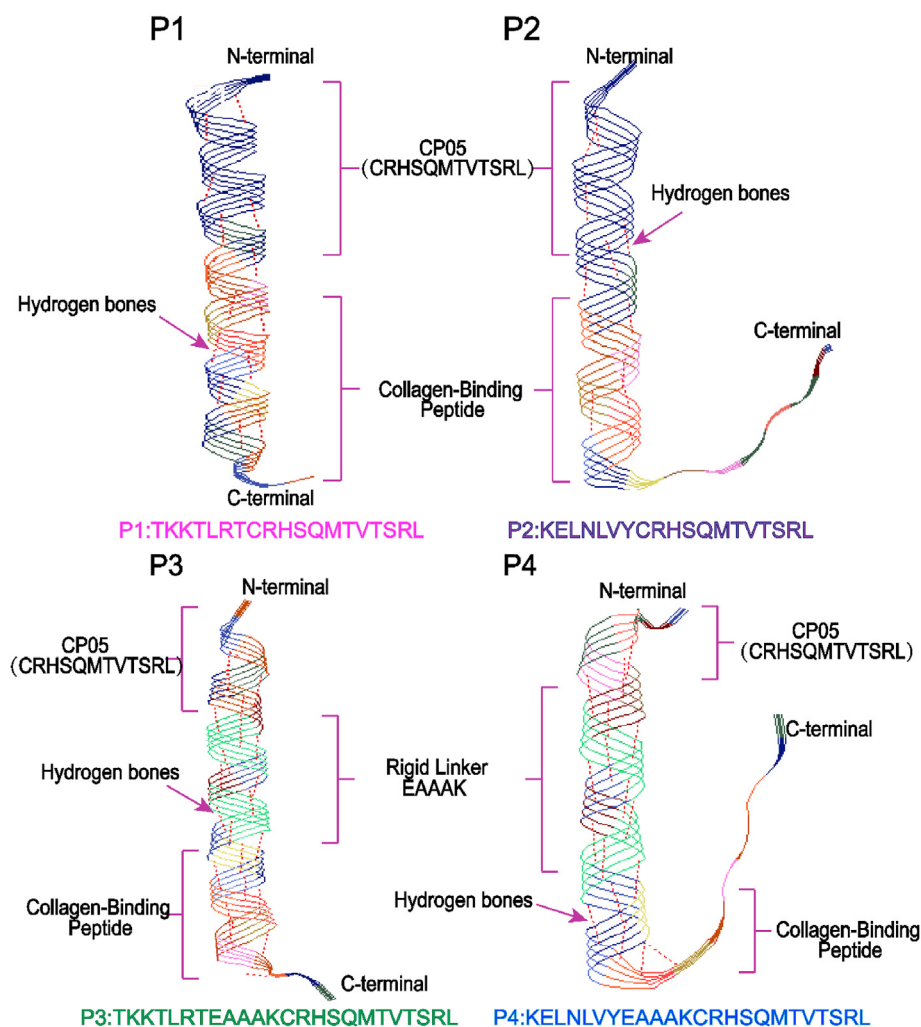 P1
P2
N-terminal
N-terminal
CP05
(CRHSQMTVTSRL)
Hydrogen bones
Hydrogen bones
C-terminal
Collagen-Binding
Peptide
C-terminal
P1:TKKTLRTCRHSQMTVTSRL
P2:KELNLVYCRHSQMTVTSRL
P3
P4
N-terminal
N-terminal
CP05
(CRHSQMTVTSRL)
CP05
(CRHSQMTVTSRL)
C-terminal
Hydrogen bones
Rigid Linker
EAAAK
Collagen-Binding
Peptide
Hydrogen bones
Collagen-Binding
Peptide
C-terminal
P3:TKKTLRTEAAAKCRHSQMTVTSRL
P4:KELNLVYEAAAKCRHSQMTVTSRL